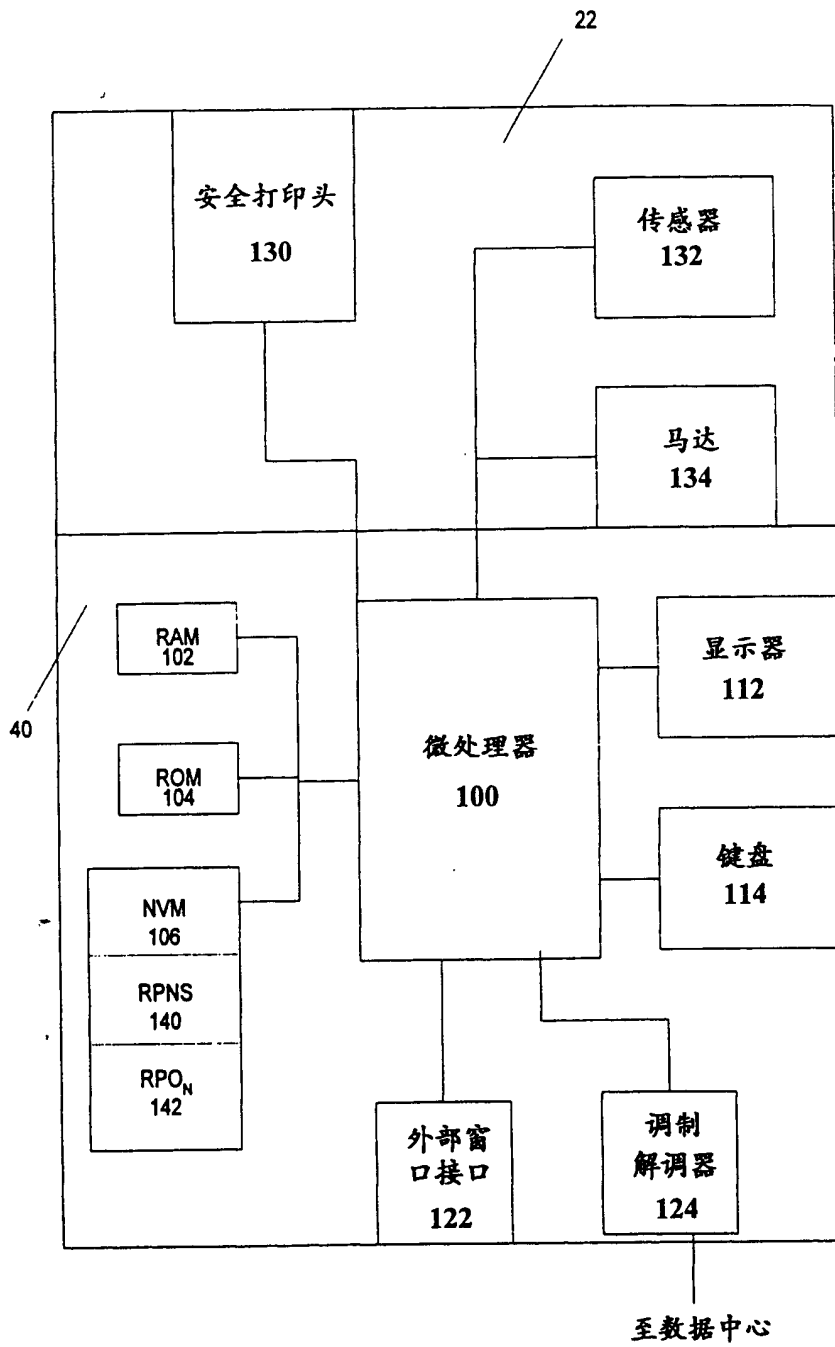 22
安全打印头
130
传感器
132
马达
134
40
RAM
102
ROM
104
NVM
106
RPNS
140
RPO_N
142
微处理器
100
显示器
112
键盘
114
外部窗
口接口
122
调制
解调器
124
至数据中心